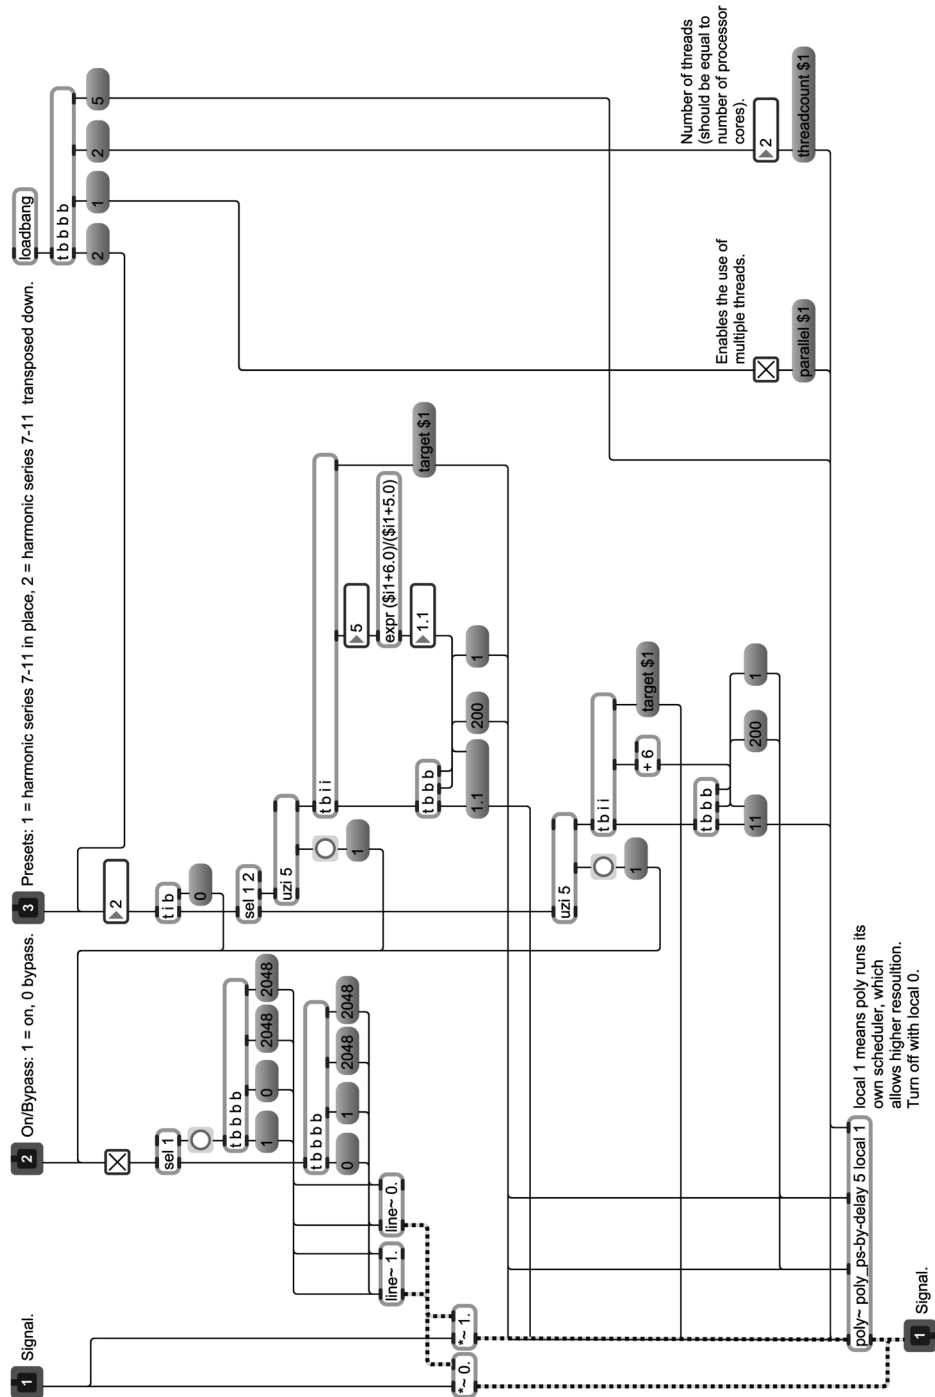 1
Signal.
2
On/Bypass: 1 = on, 0 bypass.
3
Presets: 1 = harmonic series 7-11 in place, 2 = harmonic series 7-11  transposed down.
loadbang
t b b b b
2
1
2
5
2
t i b
0
sel 1
sel 1 2
t b b b b
1
0
2048
2048
t b b b b
0
1
2048
2048
line~ 1.
line~ 0.
*~ 0.
*~ 1.
uzi 5
1
t b i i
5
expr ($i1+6.0)/($i1+5.0)
1.1
target $1
t b b b
1.1
200
1
uzi 5
1
t b i i
+ 6
target $1
t b b b
11
200
1
Enables the use of
multiple threads.
parallel $1
Number of threads
(should be equal to
number of processor
cores).
2
threadcount $1
poly~ poly_ps-by-delay 5 local 1
local 1 means poly runs its
own scheduler, which
allows higher resoultion.
Turn off with local 0.
1
Signal.